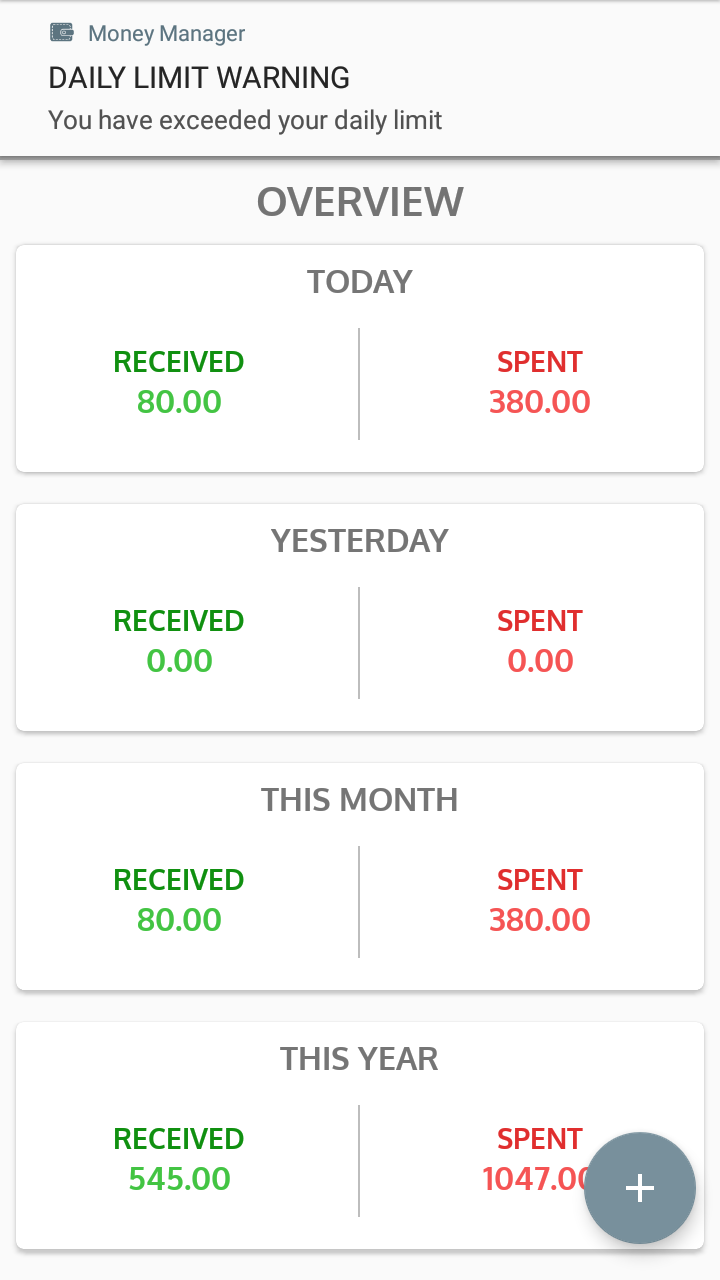 Money Manager
DAILY LIMIT WARNING
You have exceeded your daily limit
OVERVIEW
TODAY
RECEIVED SPENT
80.00 380.00
YESTERDAY
RECEIVED SPENT
0.00 0.00
THIS MONTH
RECEIVED SPENT
80.00 380.00
THIS YEAR
RECEIVED SPENT
545.00 1047.00